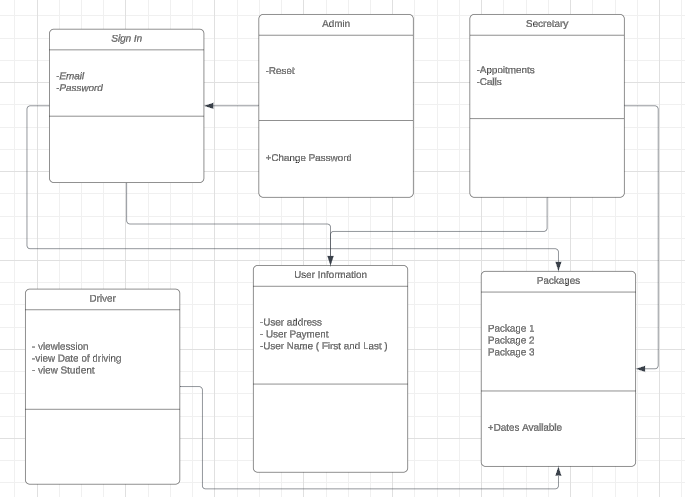 Sign In
-Email
-Password
Admin
-Reset
+Change Password
Secretary
-Appoitments
-Calls
Driver
- viewlession
-view Date of driving
- view Student
User Information
-User address
- User Payment
-User Name ( First and Last )
Packages
Package 1
Package 2
Package 3
+Dates Available